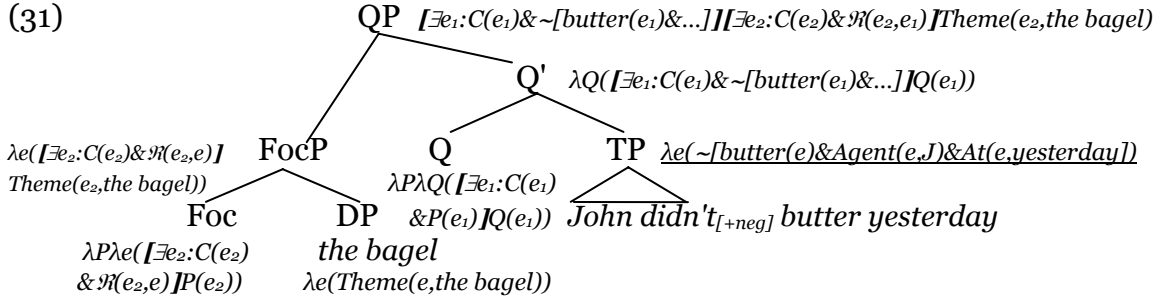 (31) QP [∃e₁:C(e₁)&~[butter(e₁)&...]][∃e₂:C(e₂)&ℜ(e₂,e₁)]Theme(e₂,the bagel)
Q' λQ([∃e₁:C(e₁)&~[butter(e₁)&...]]Q(e₁))
λe([∃e₂:C(e₂)&ℜ(e₂,e)] FocP Q TP λe(~[butter(e)&Agent(e,J)&At(e,yesterday])
Theme(e₂,the bagel)) λPλQ([∃e₁:C(e₁)
Foc DP &P(e₁)]Q(e₁)) John didn't[+neg] butter yesterday
λPλe([∃e₂:C(e₂) the bagel
&ℜ(e₂,e)]P(e₂)) λe(Theme(e,the bagel))